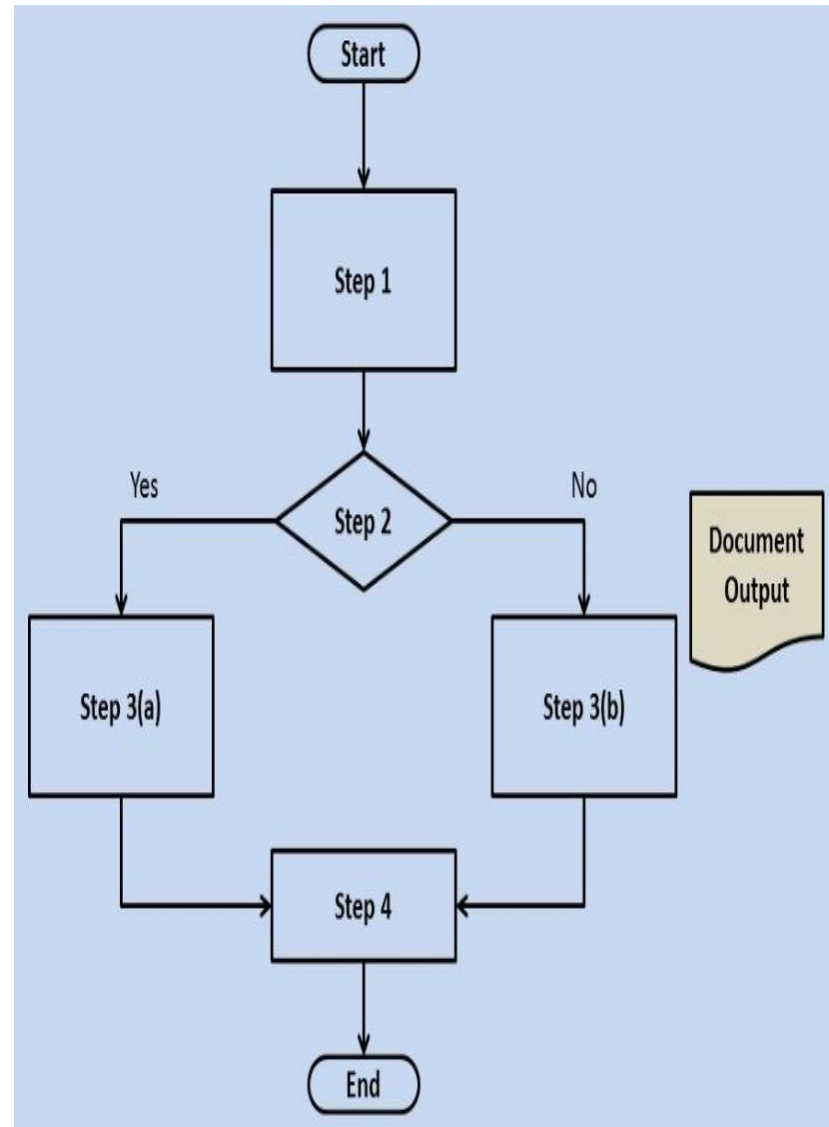 Start
Step 1
Yes
Step 2
No
Document
Output
Step 3(a)
Step 3(b)
Step 4
End